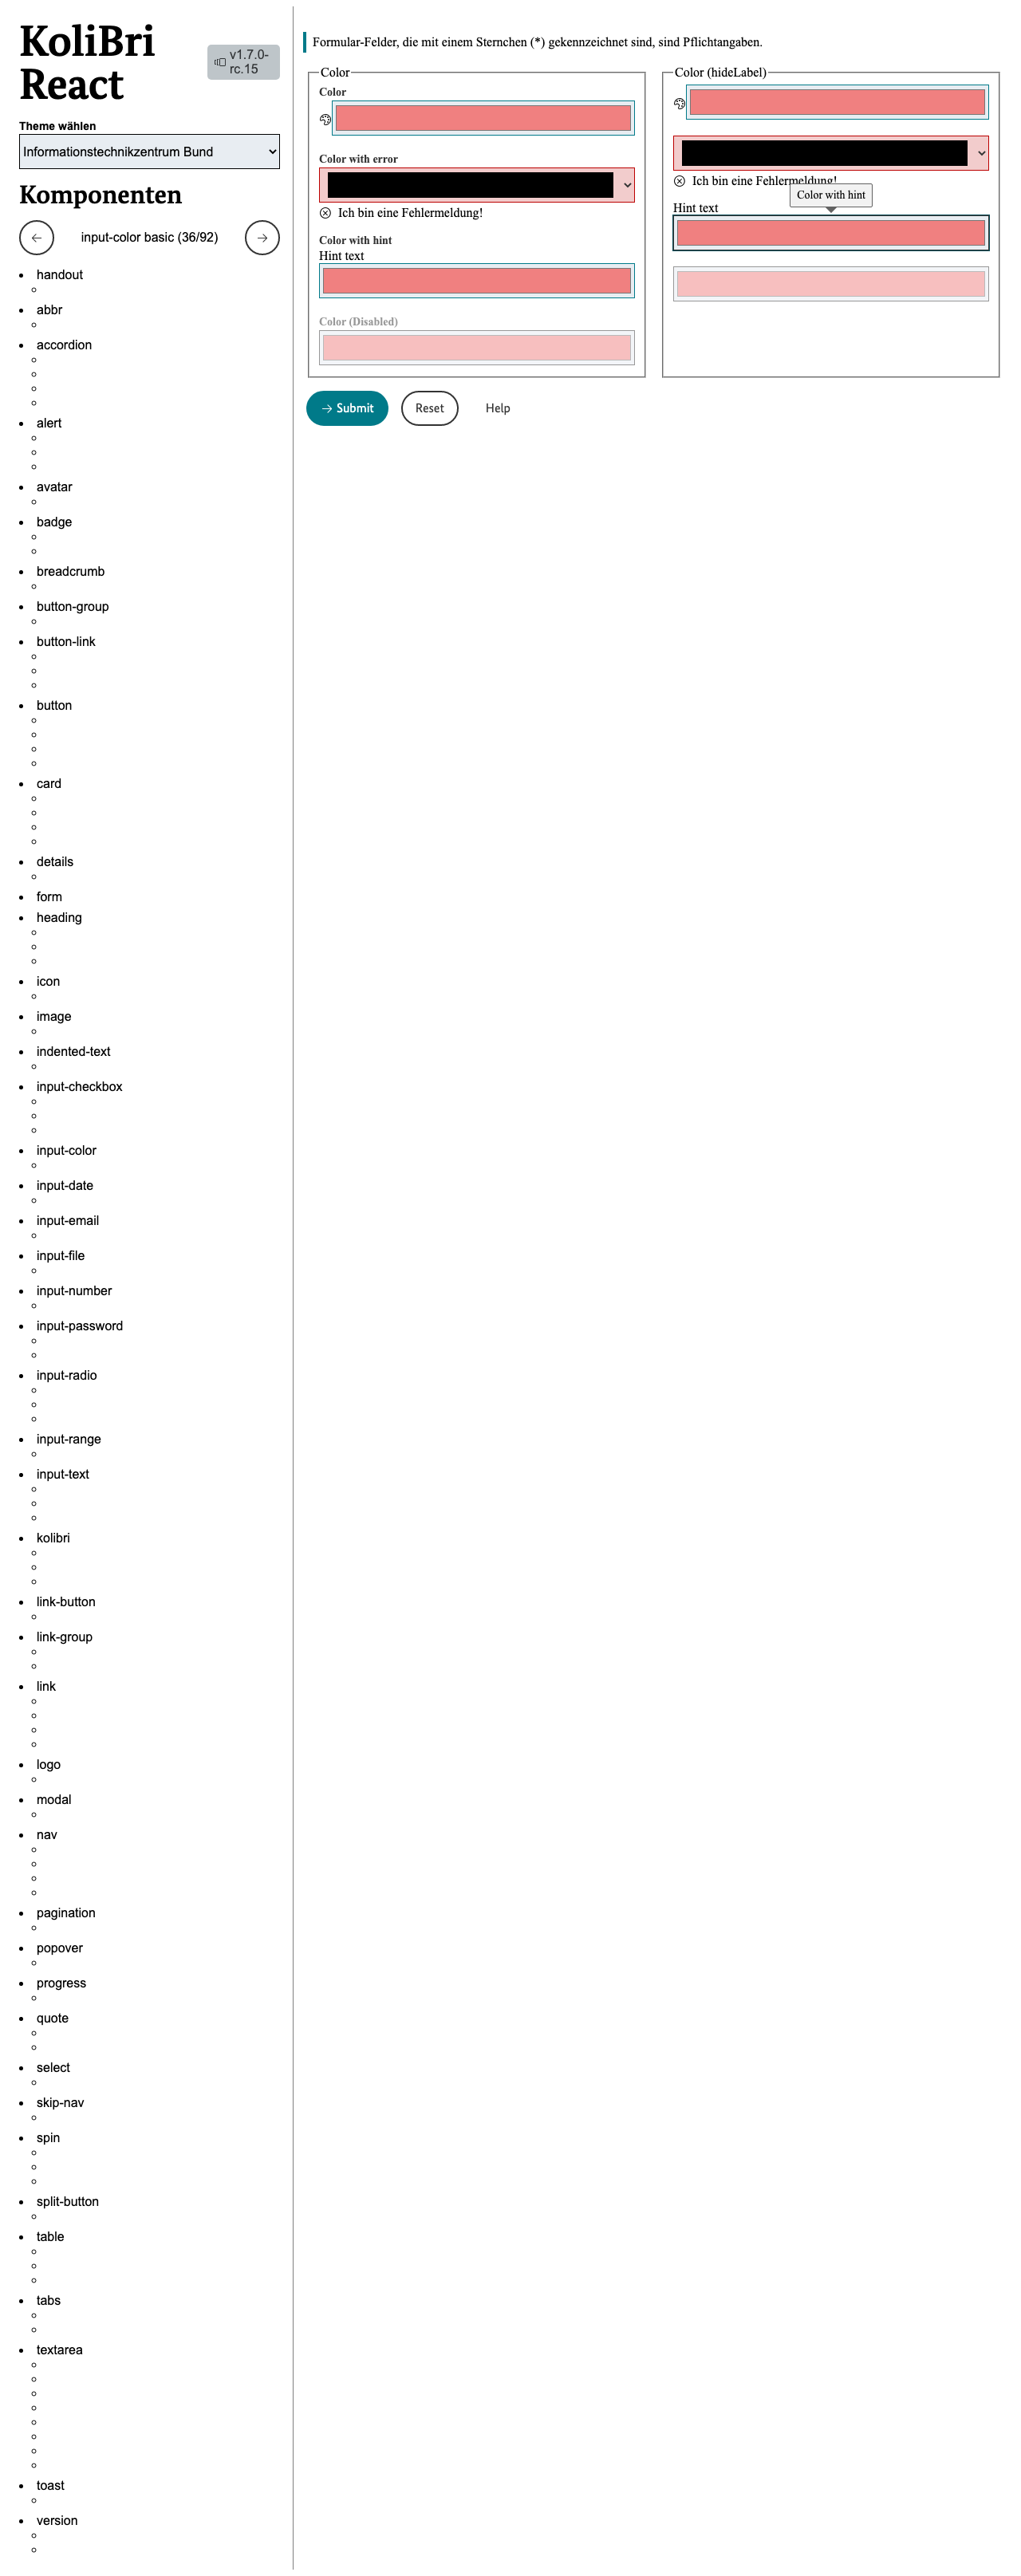 KoliBri
React
v1.7.0-
rc.15
Theme wählen
Informationstechnikzentrum Bund
Komponenten
input-color basic (36/92)
handout
abbr
accordion
alert
avatar
badge
breadcrumb
button-group
button-link
button
card
details
form
heading
icon
image
indented-text
input-checkbox
input-color
input-date
input-email
input-file
input-number
input-password
input-radio
input-range
input-text
kolibri
link-button
link-group
link
logo
modal
nav
pagination
popover
progress
quote
select
skip-nav
spin
split-button
table
tabs
textarea
toast
version
Formular-Felder, die mit einem Sternchen (*) gekennzeichnet sind, sind Pflichtangaben.
Color
Color
Color with error
Ich bin eine Fehlermeldung!
Color with hint
Hint text
Color (Disabled)
Color (hideLabel)
Ich bin eine Fehlermeldung!
Color with hint
Hint text
Submit
Reset
Help